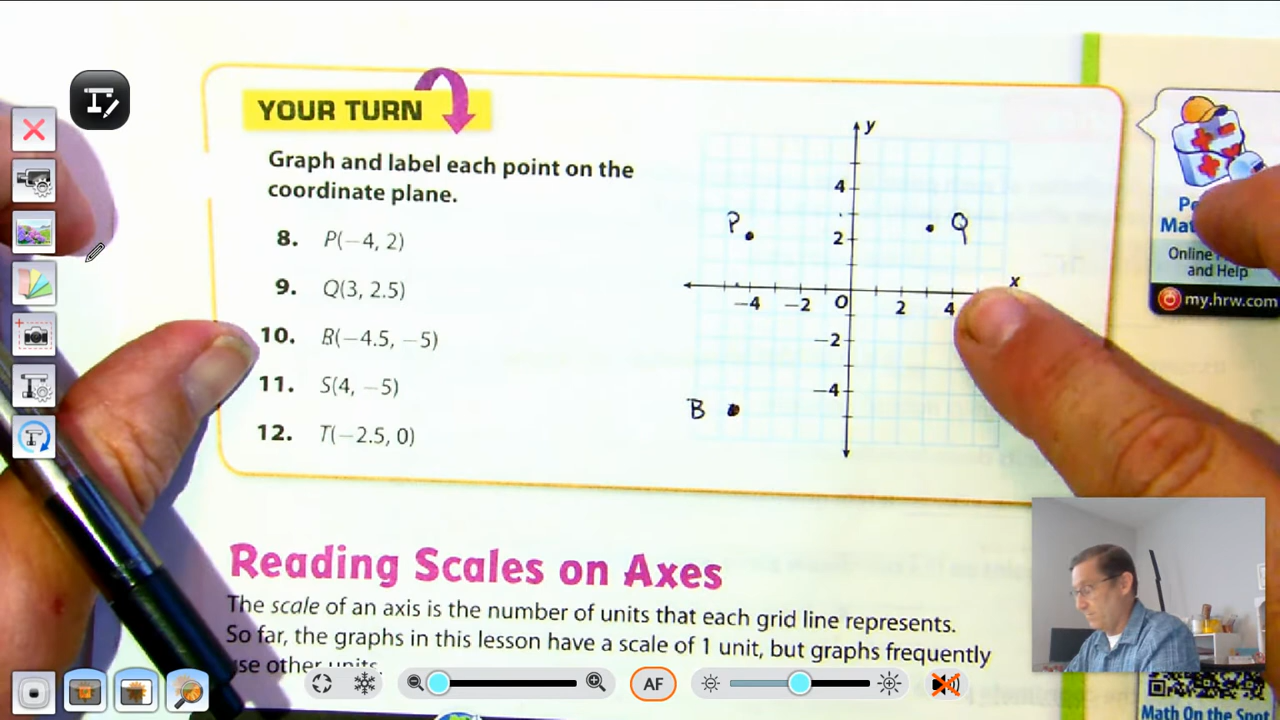 YOUR TURN
Graph and label each point on the
coordinate plane.
8. P(−4, 2)
9. Q(3, 2.5)
10. B(−4.5, −5)
11. S(4, −5)
12. T(−2.5, 0)
y
4
P
Q
2
x
−4 −2 O 2 4
−2
−4
B
Math
Online
and Help
my.hrw.com
Reading Scales on Axes
The scale of an axis is the number of units that each grid line represents.
So far, the graphs in this lesson have a scale of 1 unit, but graphs frequently
use other units.
AF
Math On the Spot